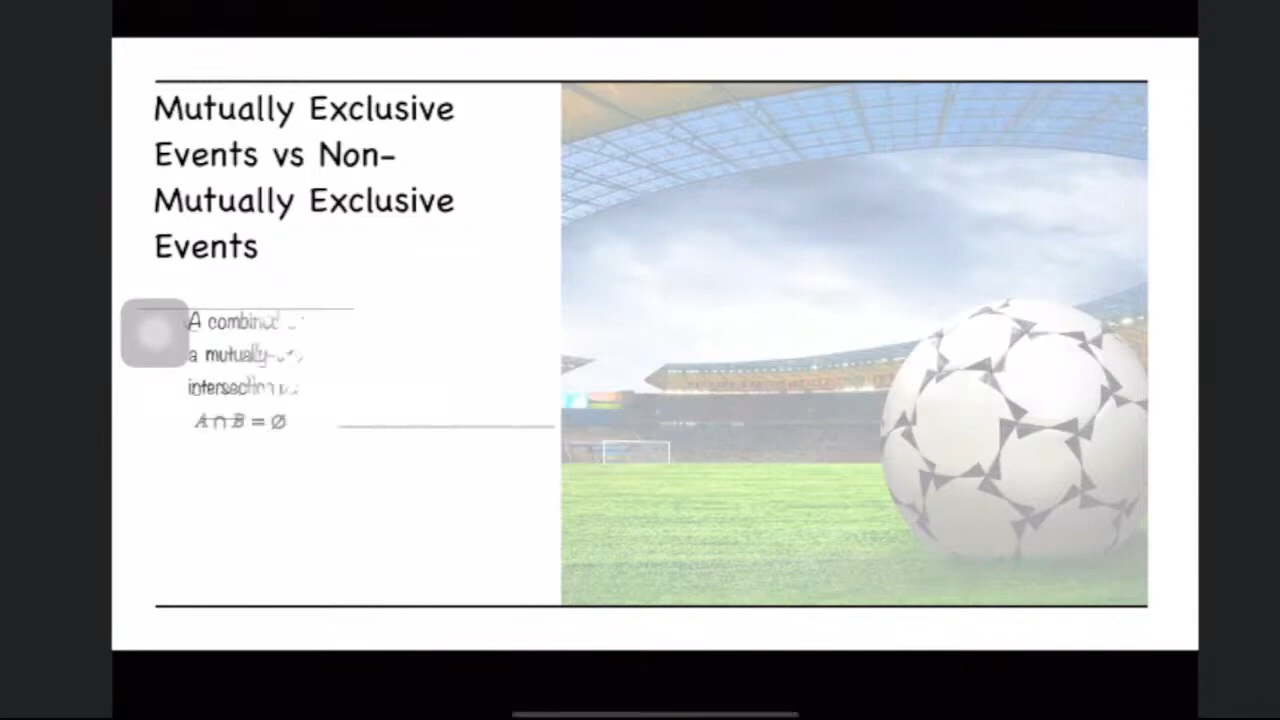 Mutually Exclusive
Events vs Non-
Mutually Exclusive
Events
A combined
a mutually-
intersection
A ∩ B = Ø